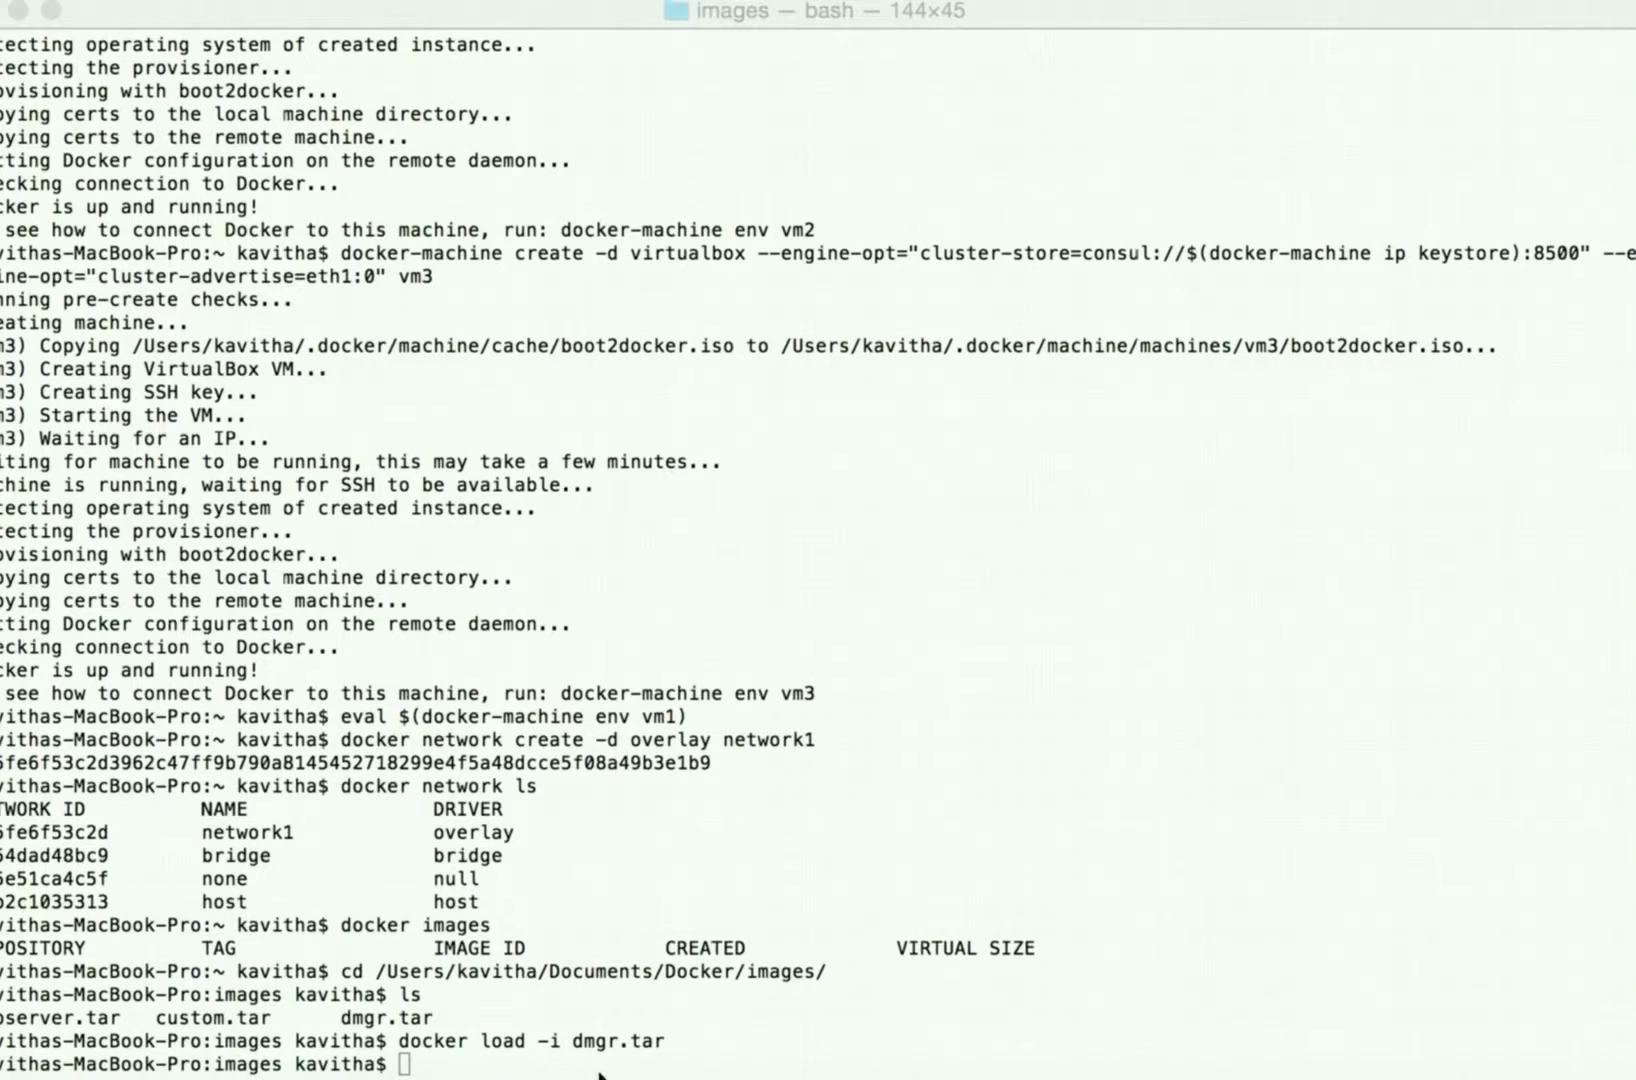 images — bash — 144×45
tecting operating system of created instance...
tecting the provisioner...
ovisioning with boot2docker...
pying certs to the local machine directory...
pying certs to the remote machine...
tting Docker configuration on the remote daemon...
ecking connection to Docker...
cker is up and running!
see how to connect Docker to this machine, run: docker-machine env vm2
vithas-MacBook-Pro:~ kavitha$ docker-machine create -d virtualbox --engine-opt="cluster-store=consul://$(docker-machine ip keystore):8500" --e
ine-opt="cluster-advertise=eth1:0" vm3
nning pre-create checks...
eating machine...
m3) Copying /Users/kavitha/.docker/machine/cache/boot2docker.iso to /Users/kavitha/.docker/machine/machines/vm3/boot2docker.iso...
m3) Creating VirtualBox VM...
m3) Creating SSH key...
m3) Starting the VM...
m3) Waiting for an IP...
iting for machine to be running, this may take a few minutes...
chine is running, waiting for SSH to be available...
tecting operating system of created instance...
tecting the provisioner...
ovisioning with boot2docker...
pying certs to the local machine directory...
pying certs to the remote machine...
tting Docker configuration on the remote daemon...
ecking connection to Docker...
cker is up and running!
see how to connect Docker to this machine, run: docker-machine env vm3
vithas-MacBook-Pro:~ kavitha$ eval $(docker-machine env vm1)
vithas-MacBook-Pro:~ kavitha$ docker network create -d overlay network1
5fe6f53c2d3962c47ff9b790a8145452718299e4f5a48dcce5f08a49b3e1b9
vithas-MacBook-Pro:~ kavitha$ docker network ls
TWORK ID NAME DRIVER
5fe6f53c2d network1 overlay
54dad48bc9 bridge bridge
5e51ca4c5f none null
b2c1035313 host host
vithas-MacBook-Pro:~ kavitha$ docker images
POSITORY TAG IMAGE ID CREATED VIRTUAL SIZE
vithas-MacBook-Pro:~ kavitha$ cd /Users/kavitha/Documents/Docker/images/
vithas-MacBook-Pro:images kavitha$ ls
pserver.tar custom.tar dmgr.tar
vithas-MacBook-Pro:images kavitha$ docker load -i dmgr.tar
vithas-MacBook-Pro:images kavitha$